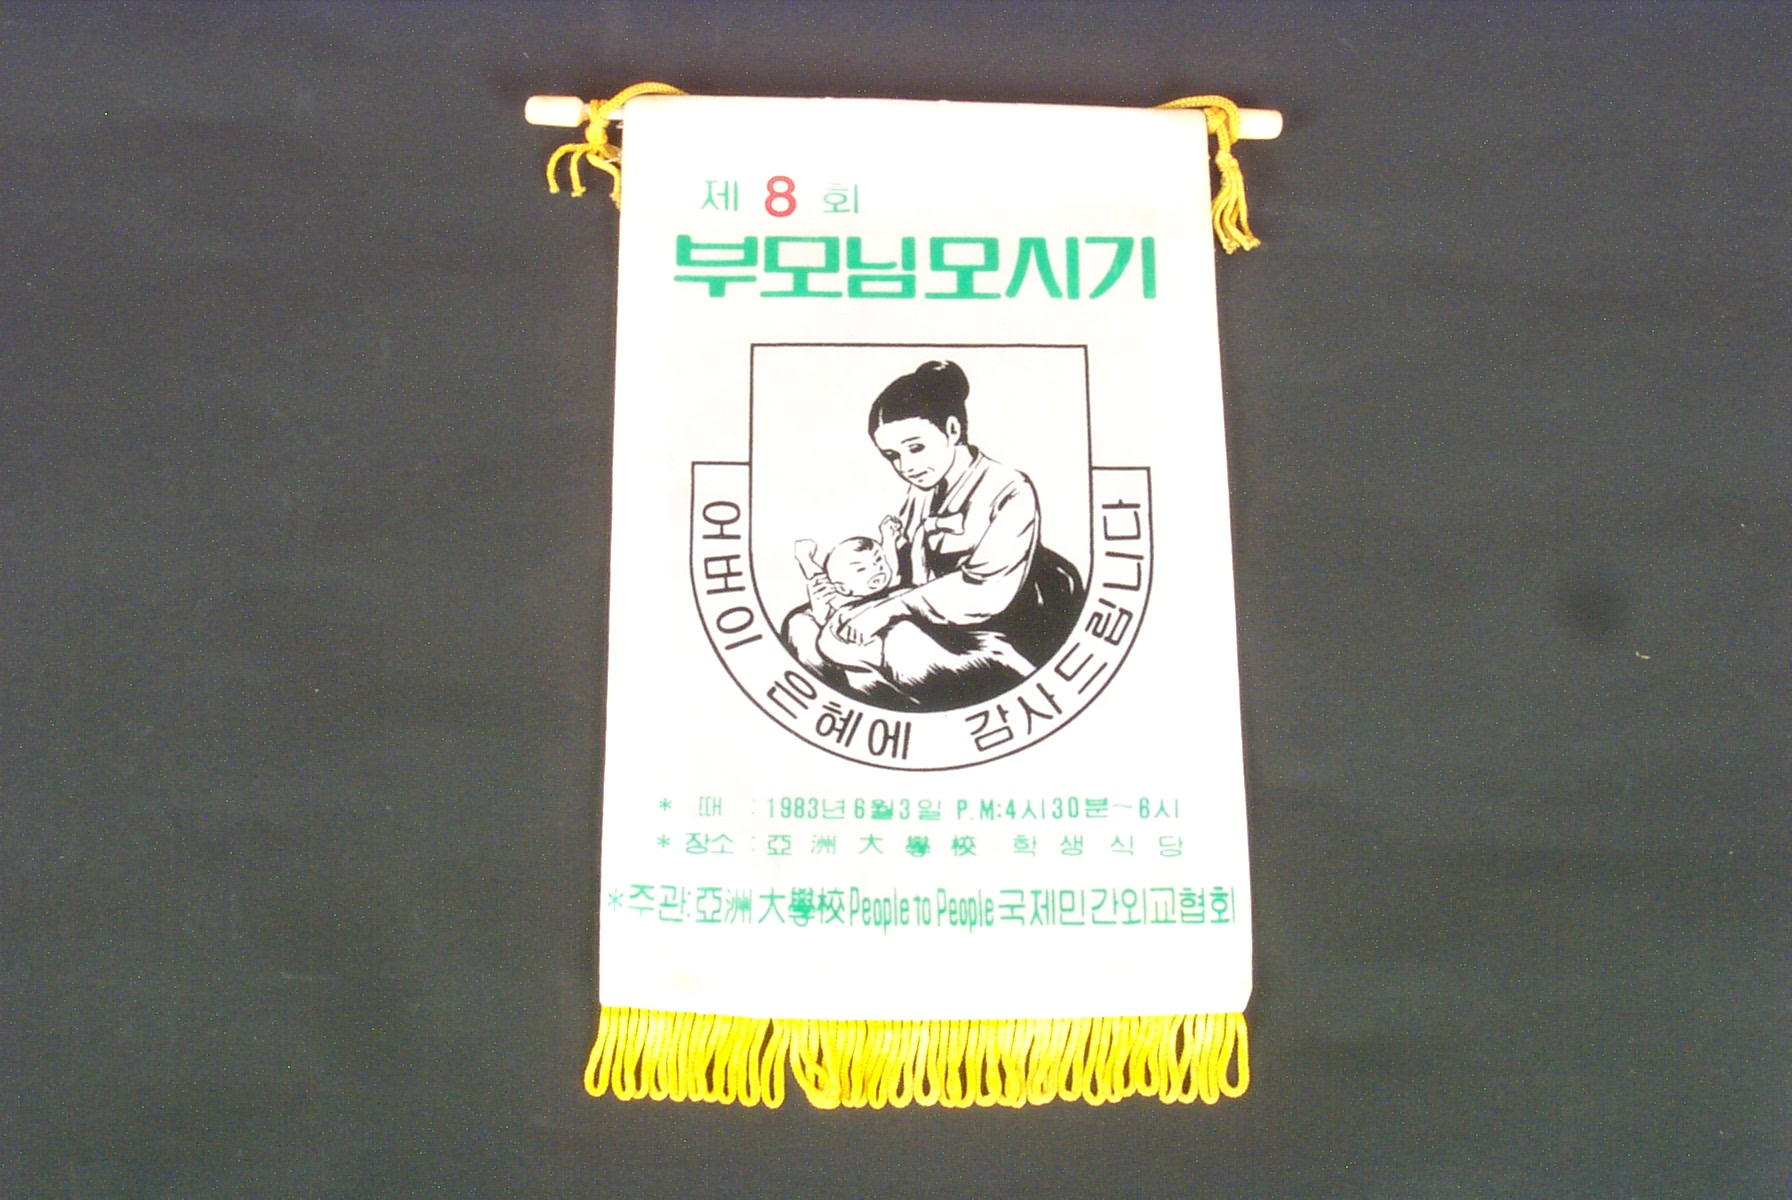 제 8 회
부모님모시기
어버이 은혜에 감사드립니다
* 때 : 1983년 6월 3일 P.M:4시30분~6시
* 장소 : 亞洲大學校 학생식당
*주관:亞洲大學校 People to People 국제민간외교협회